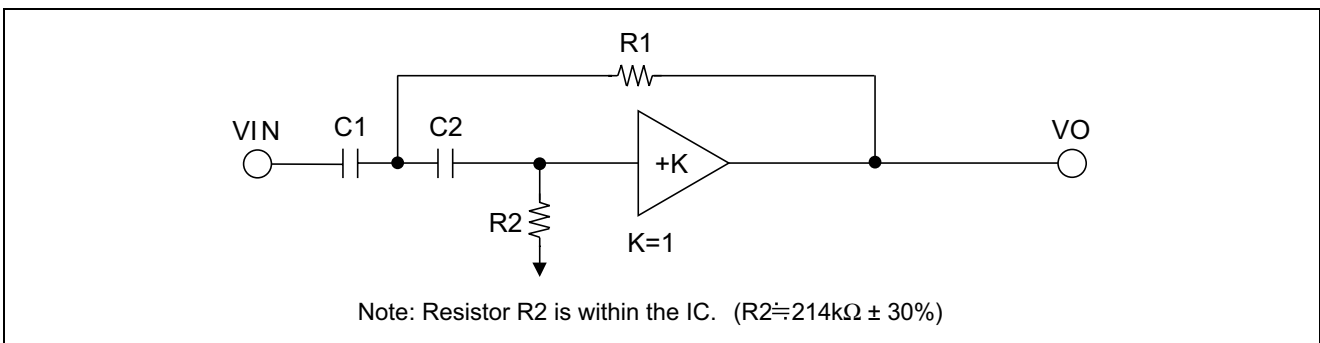 R1
VIN
C1
C2
VO
+K
R2
K=1
Note: Resistor R2 is within the IC. (R2≒214kΩ ± 30%)